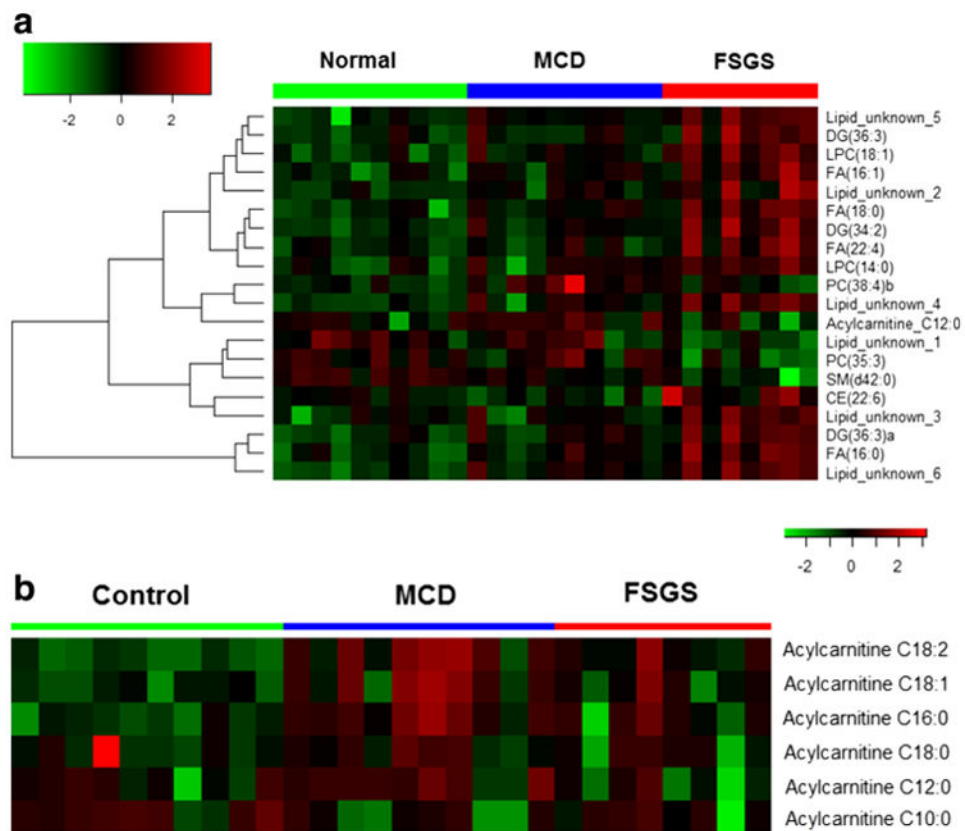 a
-2 0 2
Normal MCD FSGS
Lipid_unknown_5
DG(36:3)
LPC(18:1)
FA(16:1)
Lipid_unknown_2
FA(18:0)
DG(34:2)
FA(22:4)
LPC(14:0)
PC(38:4)b
Lipid_unknown_4
Acylcarnitine_C12:0
Lipid_unknown_1
PC(35:3)
SM(d42:0)
CE(22:6)
Lipid_unknown_3
DG(36:3)a
FA(16:0)
Lipid_unknown_6
-2 0 2
b
Control MCD FSGS
Acylcarnitine C18:2
Acylcarnitine C18:1
Acylcarnitine C16:0
Acylcarnitine C18:0
Acylcarnitine C12:0
Acylcarnitine C10:0